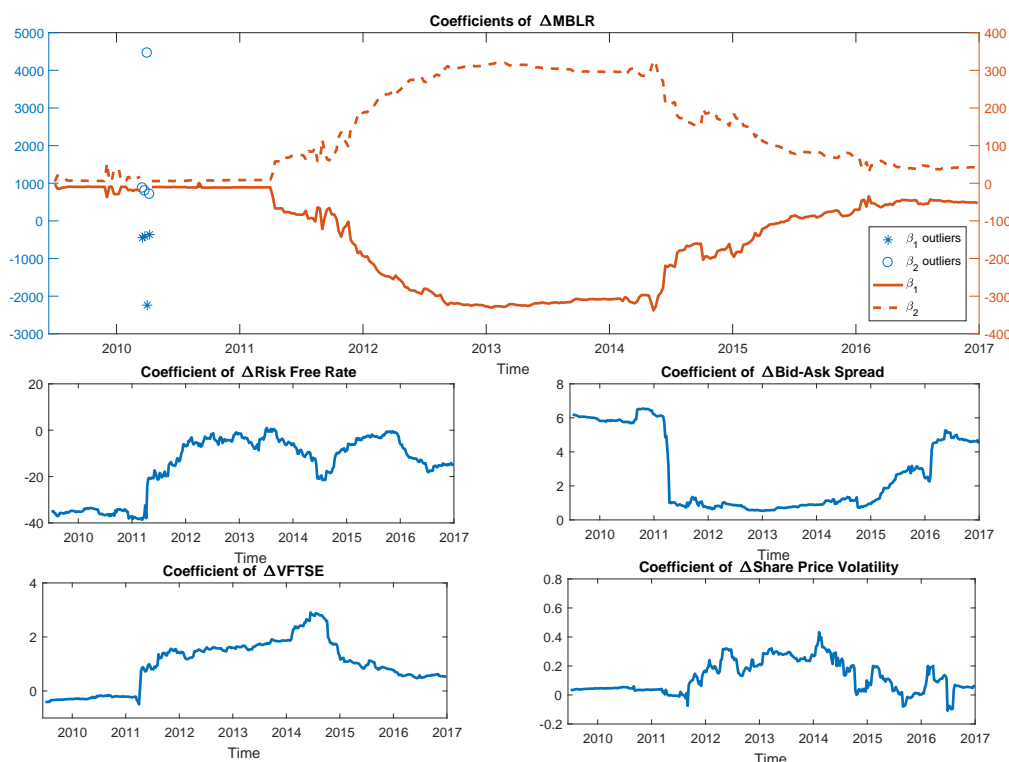 Coefficients of ΔMBLR
5000
4000
3000
2000
1000
0
-1000
-2000
-3000
400
300
200
100
0
-100
-200
-300
-400
β1 outliers
β2 outliers
β1
β2
2010 2011 2012 2013 2014 2015 2016 2017
Time
Coefficient of ΔRisk Free Rate
20
0
-20
-40
2010 2011 2012 2013 2014 2015 2016 2017
Time
Coefficient of ΔBid-Ask Spread
8
6
4
2
0
2010 2011 2012 2013 2014 2015 2016 2017
Time
Coefficient of ΔVFTSE
4
2
0
2010 2011 2012 2013 2014 2015 2016 2017
Time
Coefficient of ΔShare Price Volatility
0.8
0.6
0.4
0.2
0
-0.2
2010 2011 2012 2013 2014 2015 2016 2017
Time